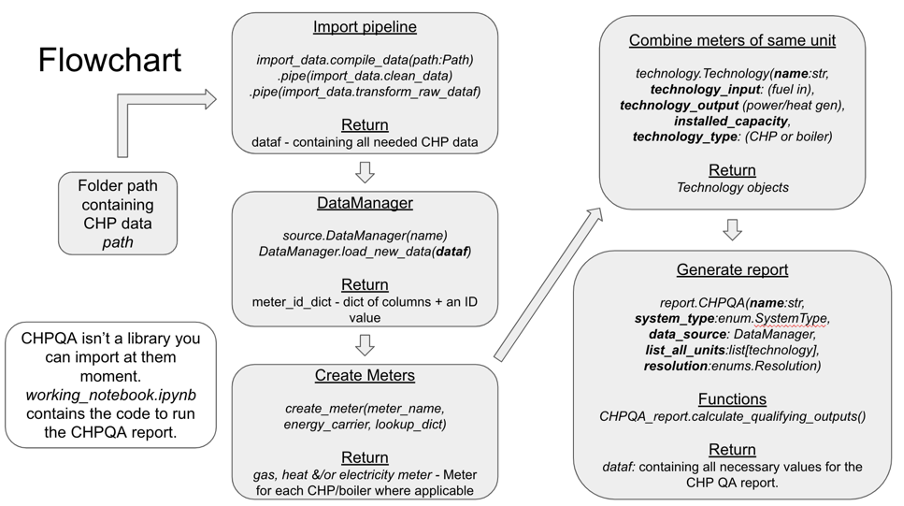 Flowchart
Folder path
containing
CHP data
path
CHPQA isn't a library you
can import at them
moment.
working_notebook.ipynb
contains the code to run
the CHPQA report.
Import pipeline
import_data.compile_data(path:Path)
.pipe(import_data.clean_data)
.pipe(import_data.transform_raw_dataf)
Return
dataf - containing all needed CHP data
DataManager
source.DataManager(name)
DataManager.load_new_data(dataf)
Return
meter_id_dict - dict of columns + an ID
value
Create Meters
create_meter(meter_name,
energy_carrier, lookup_dict)
Return
gas, heat &/or electricity meter - Meter
for each CHP/boiler where applicable
Combine meters of same unit
technology.Technology(name:str,
technology_input: (fuel in),
technology_output (power/heat gen),
installed_capacity,
technology_type: (CHP or boiler)
Return
Technology objects
Generate report
report.CHPQA(name:str,
system_type:enum.SystemType,
data_source: DataManager,
list_all_units:list[technology],
resolution:enums.Resolution)
Functions
CHPQA_report.calculate_qualifying_outputs()
Return
dataf: containing all necessary values for the
CHP QA report.